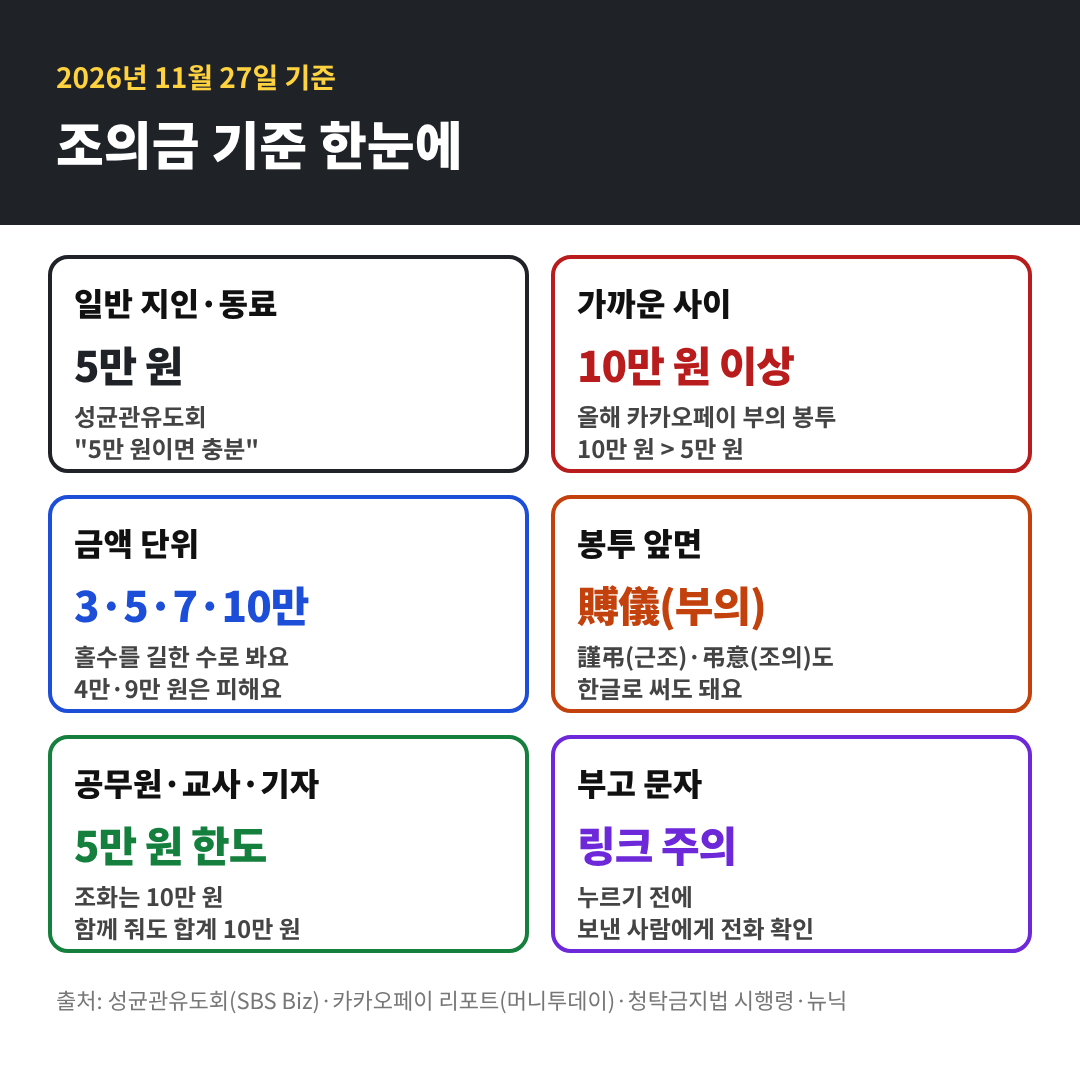 2026년 11월 27일 기준
조의금 기준 한눈에
일반 지인·동료
5만 원
성균관유도회
"5만 원이면 충분"
가까운 사이
10만 원 이상
올해 카카오페이 부의 봉투
10만 원 > 5만 원
금액 단위
3·5·7·10만
홀수를 길한 수로 봐요
4만·9만 원은 피해요
봉투 앞면
賻儀(부의)
謹弔(근조)·弔意(조의)도
한글로 써도 돼요
공무원·교사·기자
5만 원 한도
조화는 10만 원
함께 줘도 합계 10만 원
부고 문자
링크 주의
누르기 전에
보낸 사람에게 전화 확인
출처: 성균관유도회(SBS Biz)·카카오페이 리포트(머니투데이)·청탁금지법 시행령·뉴닉